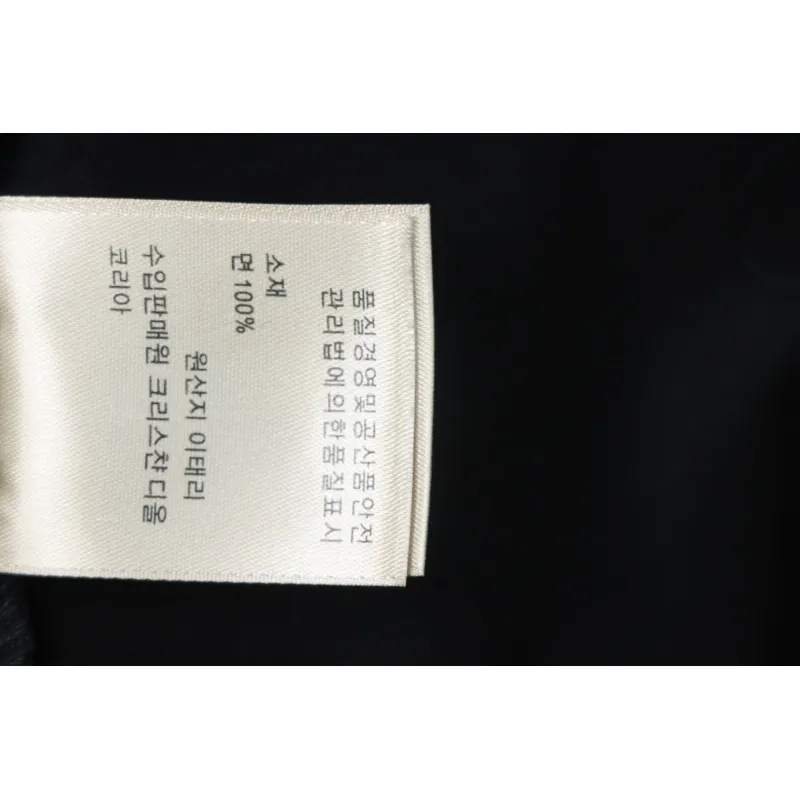 품질경영및공산품안전
관리법에의한품질표시
소재
면 100%
원산지 이태리
수입판매원 크리스챤 디올
코리아